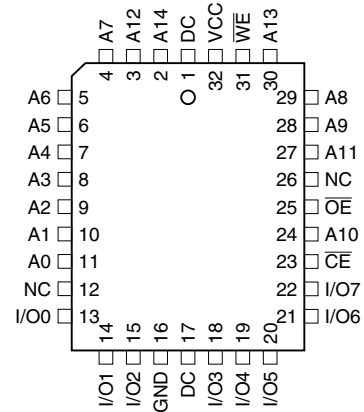 A7 A12 A14 DC VCC W̅E̅ A13
4 3 2 1 32 31 30
A6 5 29 A8
A5 6 28 A9
A4 7 27 A11
A3 8 26 NC
A2 9 25 O̅E̅
A1 10 24 A10
A0 11 23 C̅E̅
NC 12 22 I/O7
I/O0 13 21 I/O6
14 15 16 17 18 19 20
I/O1 I/O2 GND DC I/O3 I/O4 I/O5